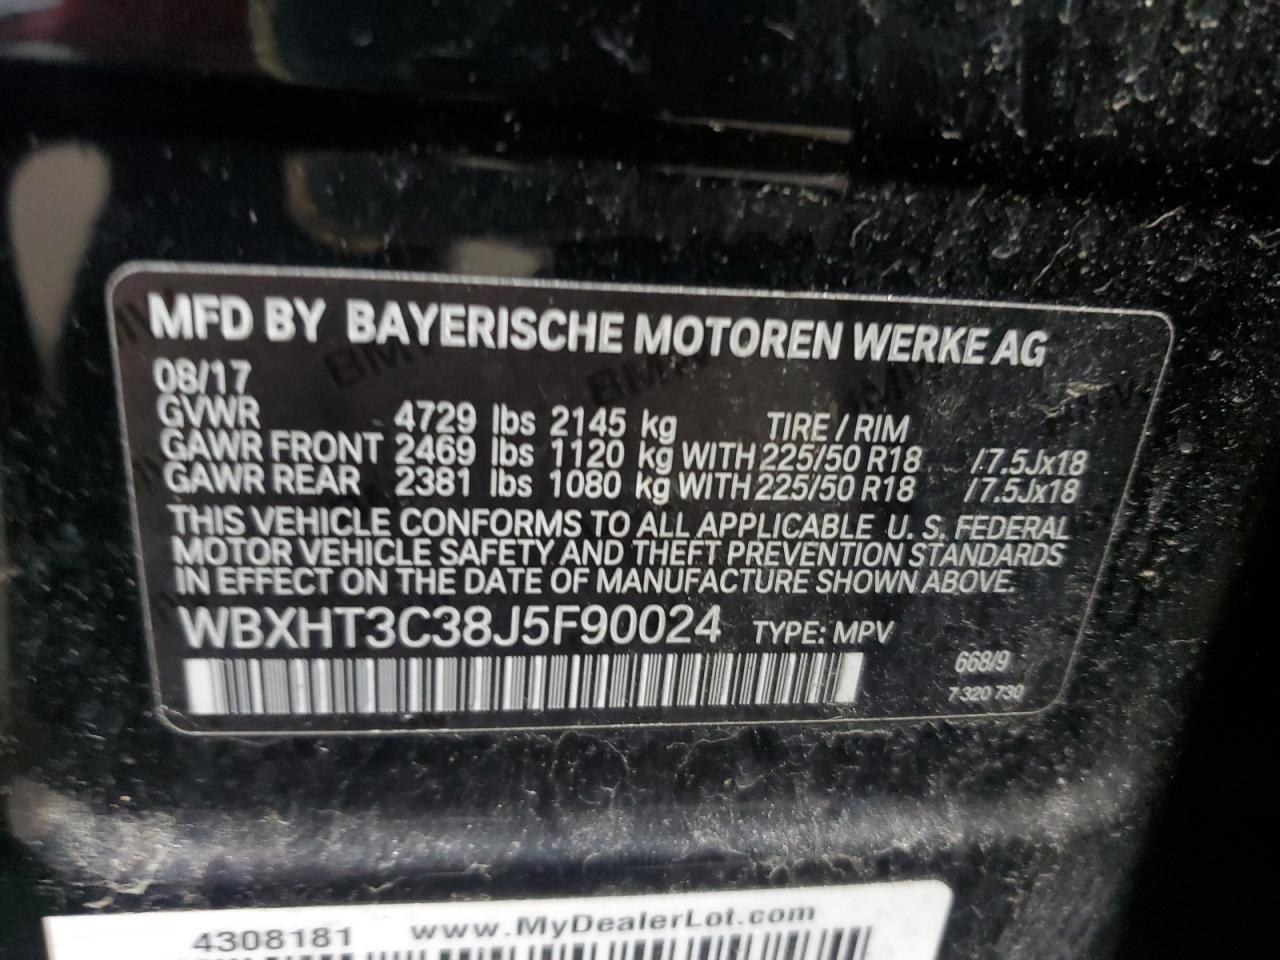 MFD BY BAYERISCHE MOTOREN WERKE AG
08/17
GVWR 4729 lbs 2145 kg TIRE / RIM
GAWR FRONT 2469 lbs 1120 kg WITH 225/50 R18 /7.5Jx18
GAWR REAR 2381 lbs 1080 kg WITH 225/50 R18 /7.5Jx18
THIS VEHICLE CONFORMS TO ALL APPLICABLE U. S. FEDERAL
MOTOR VEHICLE SAFETY AND THEFT PREVENTION STANDARDS
IN EFFECT ON THE DATE OF MANUFACTURE SHOWN ABOVE.
WBXHT3C38J5F90024 TYPE: MPV
668/9
7 320 730
4308181 www.MyDealerLot.com